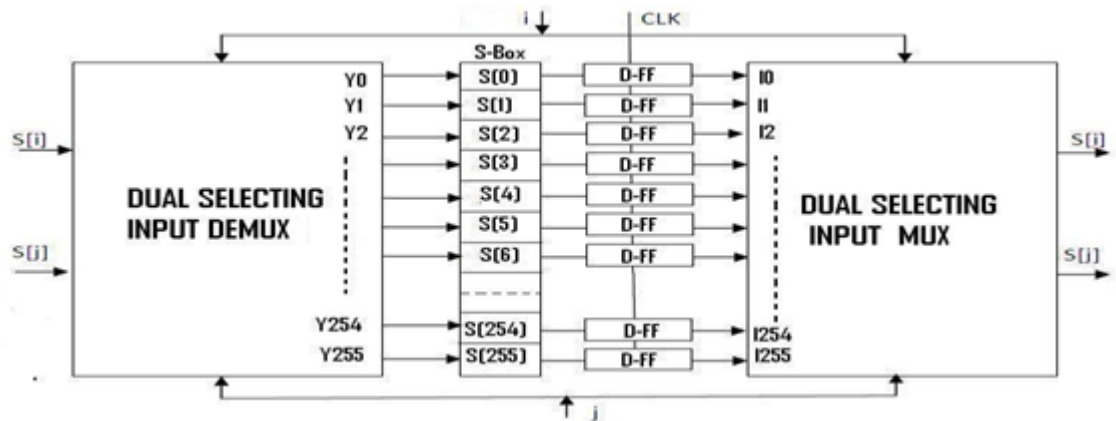 i CLK
S-Box
Y0 S(0) D-FF I0
Y1 S(1) D-FF I1
Y2 S(2) D-FF I2
S[i] S[i]
S(3) D-FF
DUAL SELECTING S(4) D-FF DUAL SELECTING
INPUT DEMUX S(5) D-FF INPUT MUX
S[j] S(6) D-FF S[j]
Y254 S(254) D-FF I254
Y255 S(255) D-FF I255
j